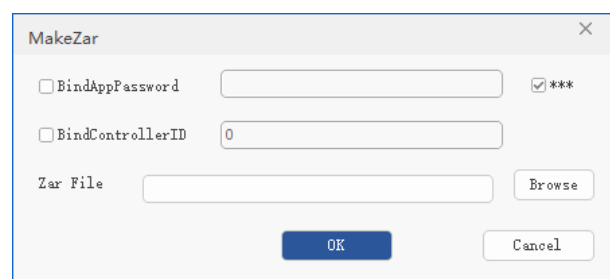 MakeZar
BindAppPassword ***
BindControllerID 0
Zar File Browse
OK Cancel